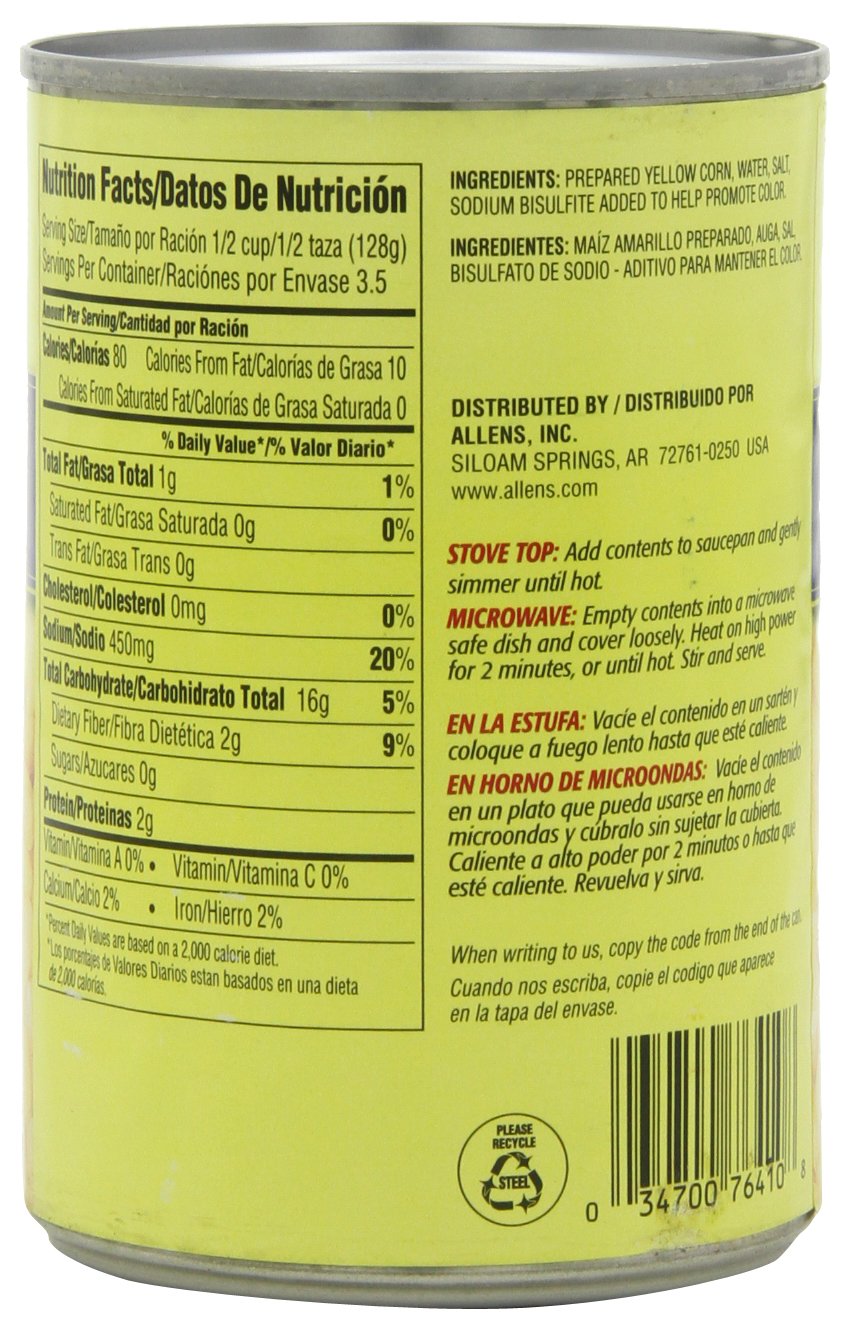 Nutrition Facts/Datos De Nutrición
Serving Size/Tamaño por Ración 1/2 cup/1/2 taza (128g)
Servings Per Container/Raciónes por Envase 3.5
Amount Per Serving/Cantidad por Ración
Calories/Calorías 80 Calories From Fat/Calorías de Grasa 10
Calories From Saturated Fat/Calorías de Grasa Saturada 0
% Daily Value*/% Valor Diario*
Total Fat/Grasa Total 1g 1%
Saturated Fat/Grasa Saturada 0g 0%
Trans Fat/Grasa Trans 0g
Cholesterol/Colesterol 0mg 0%
Sodium/Sodio 450mg 20%
Total Carbohydrate/Carbohidrato Total 16g 5%
Dietary Fiber/Fibra Dietética 2g 9%
Sugars/Azucares 0g
Protein/Proteinas 2g
Vitamin/Vitamina A 0% • Vitamin/Vitamina C 0%
Calcium/Calcio 2% • Iron/Hierro 2%
*Percent Daily Values are based on a 2,000 calorie diet.
*Los porcentajes de Valores Diarios estan basados en una dieta
de 2,000 calorías.
INGREDIENTS: PREPARED YELLOW CORN, WATER, SALT,
SODIUM BISULFITE ADDED TO HELP PROMOTE COLOR.
INGREDIENTES: MAÍZ AMARILLO PREPARADO, AUGA, SAL,
BISULFATO DE SODIO - ADITIVO PARA MANTENER EL COLOR.
DISTRIBUTED BY / DISTRIBUIDO POR
ALLENS, INC.
SILOAM SPRINGS, AR 72761-0250 USA
www.allens.com
STOVE TOP: Add contents to saucepan and gently
simmer until hot.
MICROWAVE: Empty contents into a microwave
safe dish and cover loosely. Heat on high power
for 2 minutes, or until hot. Stir and serve.
EN LA ESTUFA: Vacíe el contenido en un sartén y
coloque a fuego lento hasta que esté caliente.
EN HORNO DE MICROONDAS: Vacíe el contenido
en un plato que pueda usarse en horno de
microondas y cúbralo sin sujetar la cubierta.
Caliente a alto poder por 2 minutos o hasta que
esté caliente. Revuelva y sirva.
When writing to us, copy the code from the end of the can.
Cuando nos escriba, copie el codigo que aparece
en la tapa del envase.
PLEASE
RECYCLE
STEEL
0 34700 76410 8